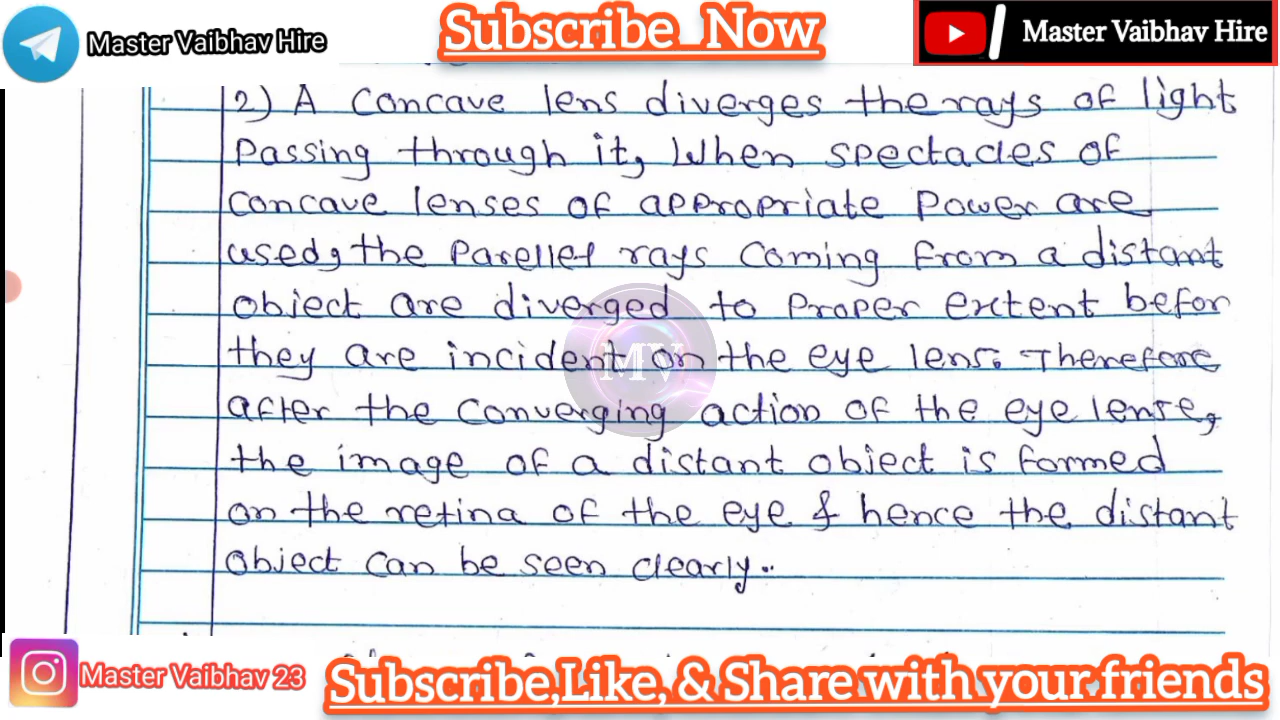 Master Vaibhav Hire
Subscribe Now
Master Vaibhav Hire
2) A concave lens diverges the rays of light
passing through it, when spectacles of
concave lenses of appropriate power are
used, the parellel rays coming from a distant
object are diverged to proper extent befor
they are incident on the eye lens. Therefore
after the converging action of the eye lense,
the image of a distant object is formed
on the retina of the eye & hence the distant
object can be seen clearly..
MV
Master Vaibhav 23
Subscribe,Like, & Share with your friends